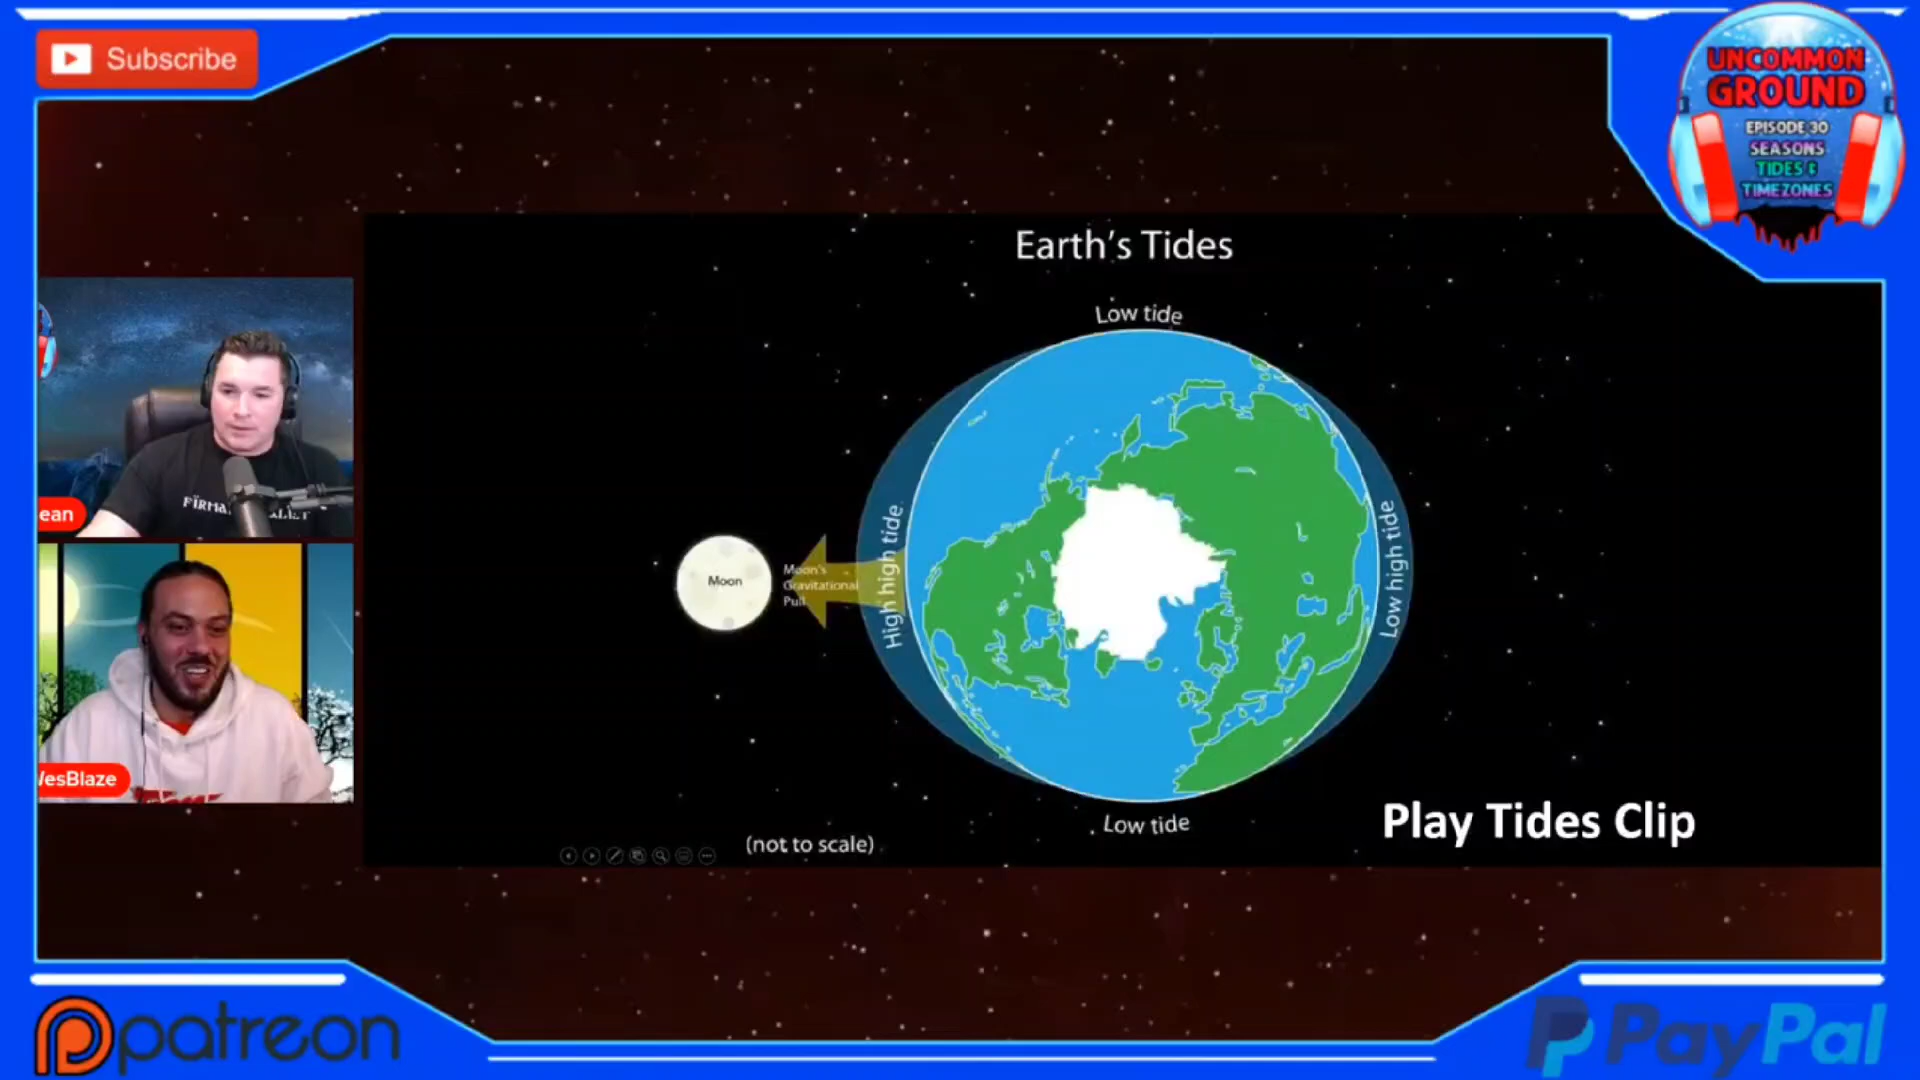 Subscribe
UNCOMMON
GROUND
EPISODE 30
SEASONS
TIDES &
TIMEZONES
Earth's Tides
Low tide
High high tide
Low high tide
Moon
Moon's
Gravitational
Pull
ean
WesBlaze
Low tide
(not to scale)
Play Tides Clip
patreon
PayPal